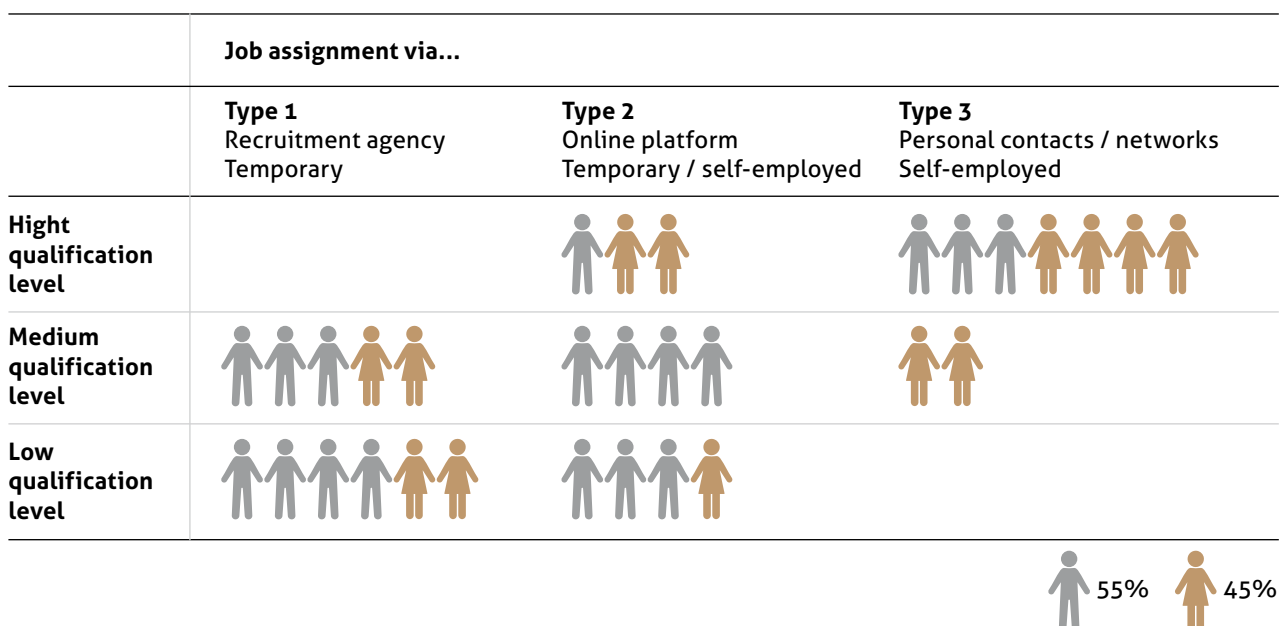 Job assignment via...
Type 1
Recruitment agency
Temporary
Type 2
Online platform
Temporary / self-employed
Type 3
Personal contacts / networks
Self-employed
Hight
qualification
level
Medium
qualification
level
Low
qualification
level
55%
45%